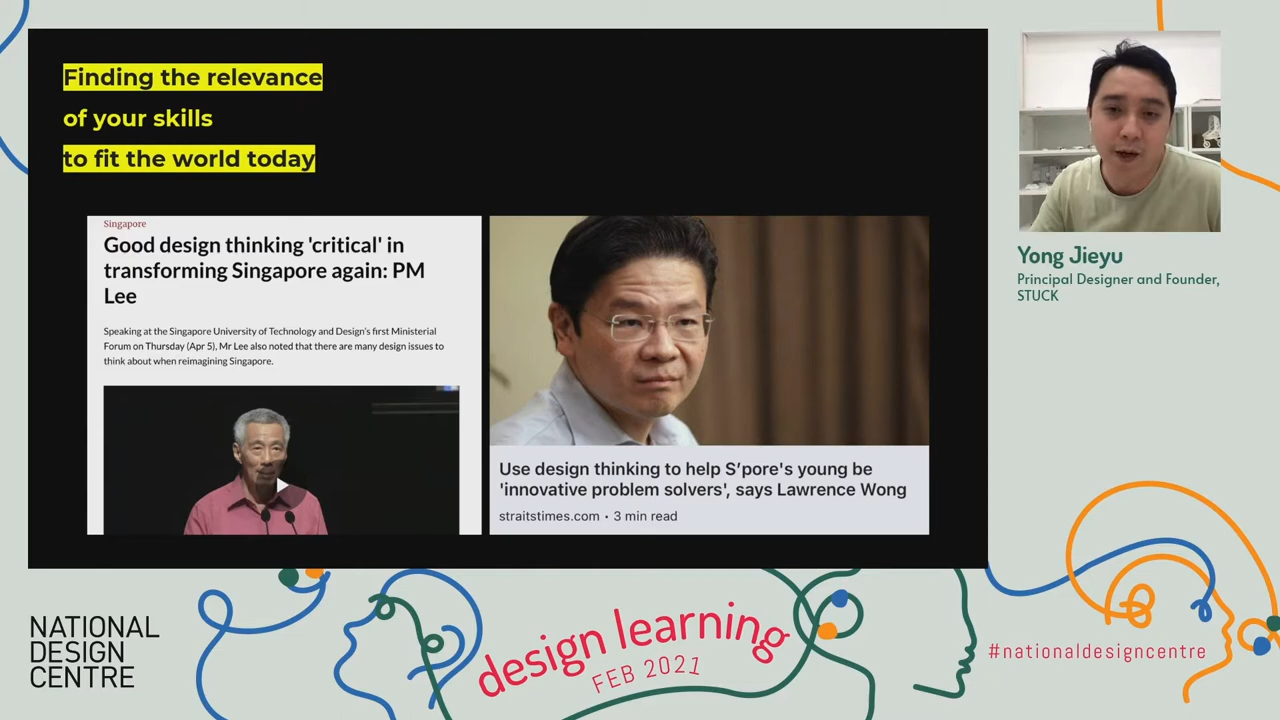 Finding the relevance
of your skills
to fit the world today
Singapore
Good design thinking 'critical' in
transforming Singapore again: PM
Lee
Speaking at the Singapore University of Technology and Design's first Ministerial
Forum on Thursday (Apr 5), Mr Lee also noted that there are many design issues to
think about when reimagining Singapore.
Use design thinking to help S’pore's young be
'innovative problem solvers', says Lawrence Wong
straitstimes.com • 3 min read
Yong Jieyu
Principal Designer and Founder,
STUCK
NATIONAL
DESIGN
CENTRE
design learning
FEB 2021
#nationaldesigncentre